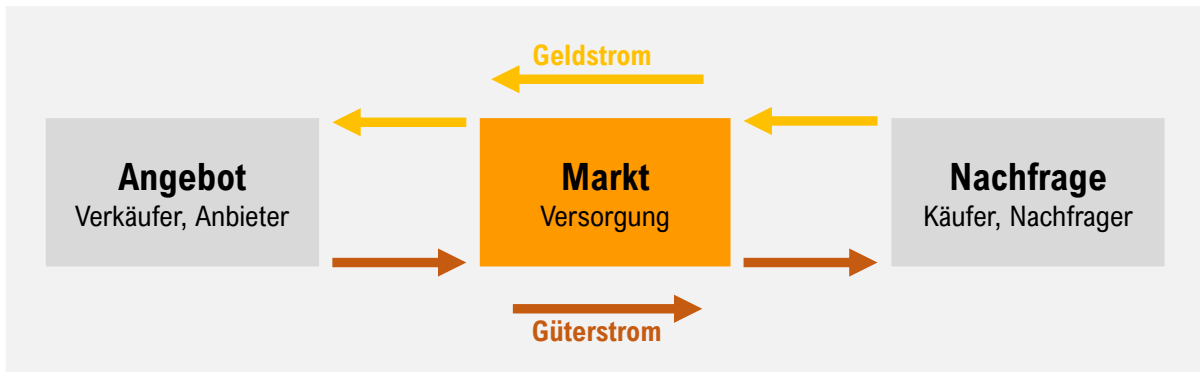 Geldstrom
Angebot
Verkäufer, Anbieter
Markt
Versorgung
Nachfrage
Käufer, Nachfrager
Güterstrom